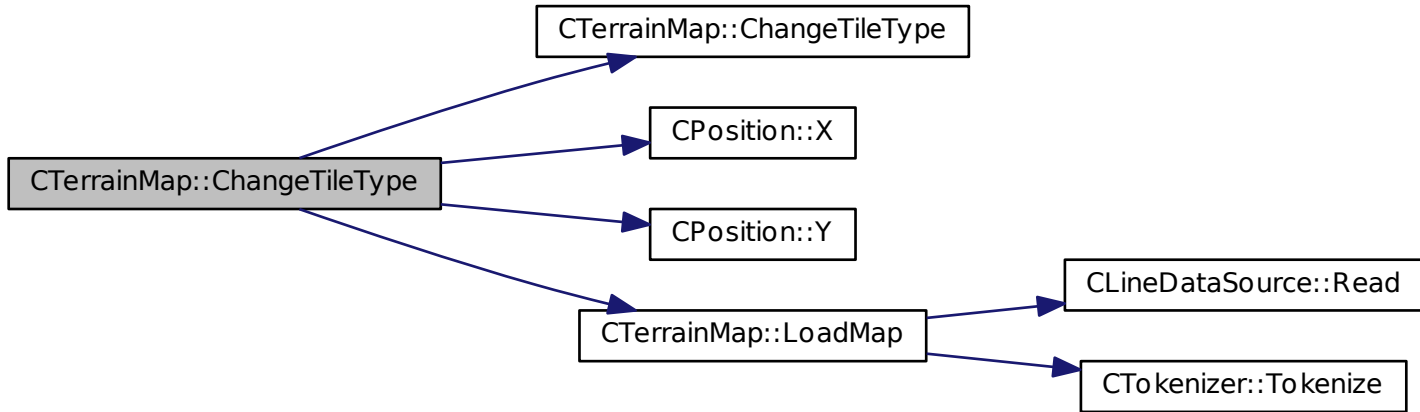 CTerrainMap::ChangeTileType
CTerrainMap::ChangeTileType
CPosition::X
CPosition::Y
CTerrainMap::LoadMap
CLineDataSource::Read
CTokenizer::Tokenize